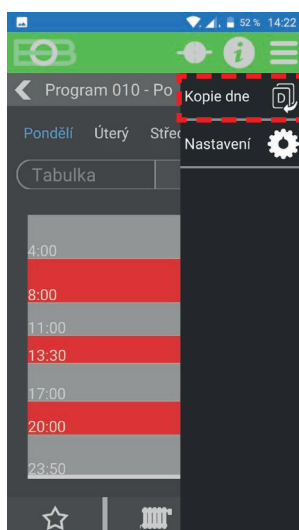 52 % 14:22
EOB
i
Program 010 - Po
Kopie dne D
Pondělí Úterý Střed
Nastavení
Tabulka
4:00
8:00
11:00
13:30
17:00
20:00
23:50